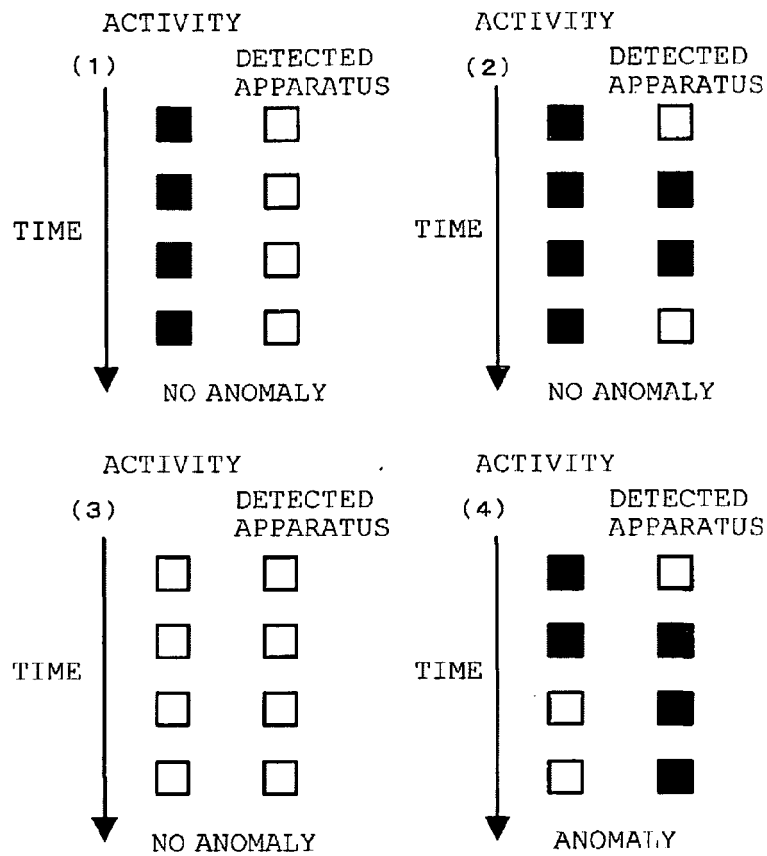 ACTIVITY
(1)
DETECTED
APPARATUS
TIME
NO ANOMALY
ACTIVITY
(2)
DETECTED
APPARATUS
TIME
NO ANOMALY
ACTIVITY
(3)
DETECTED
APPARATUS
TIME
NO ANOMALY
ACTIVITY
(4)
DETECTED
APPARATUS
TIME
ANOMALY